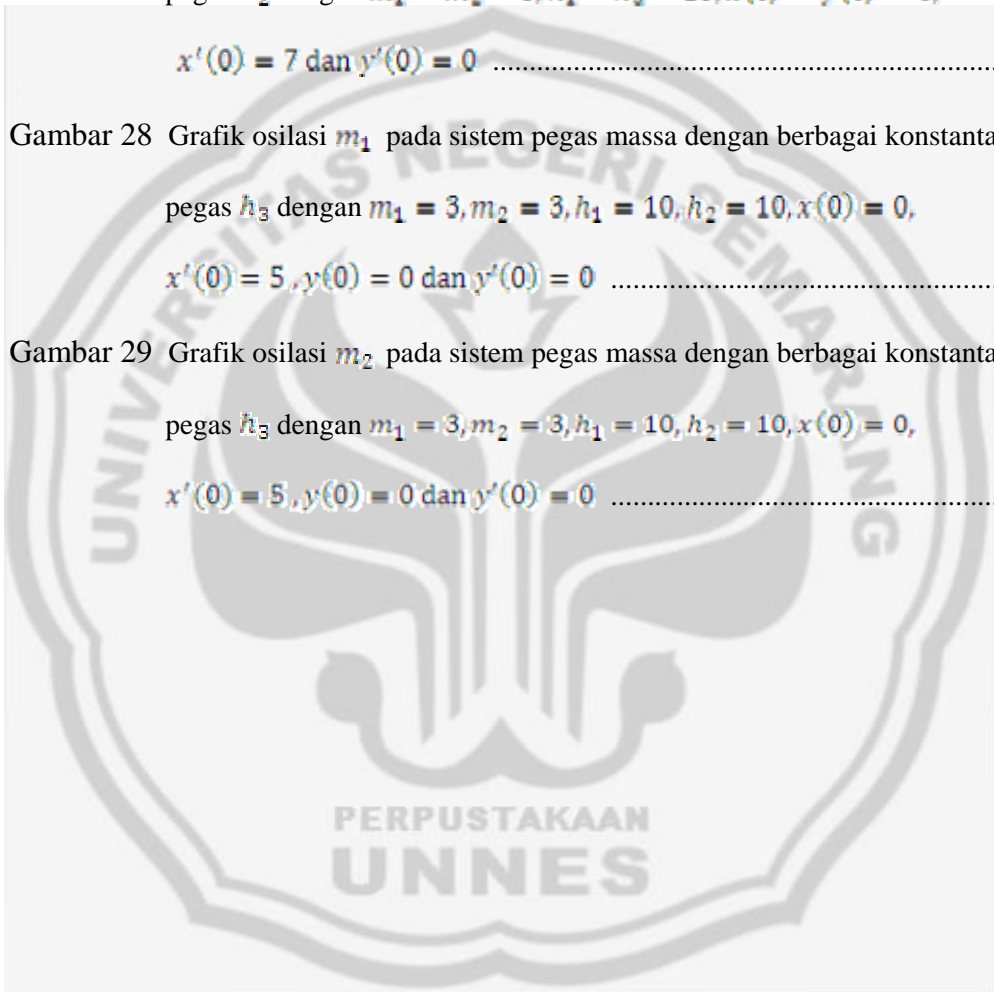 x′(0) = 7 dan y′(0) = 0 ........................................................................
Gambar 28 Grafik osilasi m₁ pada sistem pegas massa dengan berbagai konstanta
pegas h₃ dengan m₁ = 3, m₂ = 3, h₁ = 10, h₂ = 10, x(0) = 0,
x′(0) = 5 , y(0) = 0 dan y′(0) = 0 .......................................................
Gambar 29 Grafik osilasi m₂ pada sistem pegas massa dengan berbagai konstanta
pegas h₃ dengan m₁ = 3, m₂ = 3, h₁ = 10, h₂ = 10, x(0) = 0,
x′(0) = 5 , y(0) = 0 dan y′(0) = 0 .......................................................
UNIVERSITAS NEGERI SEMARANG
PERPUSTAKAAN
UNNES